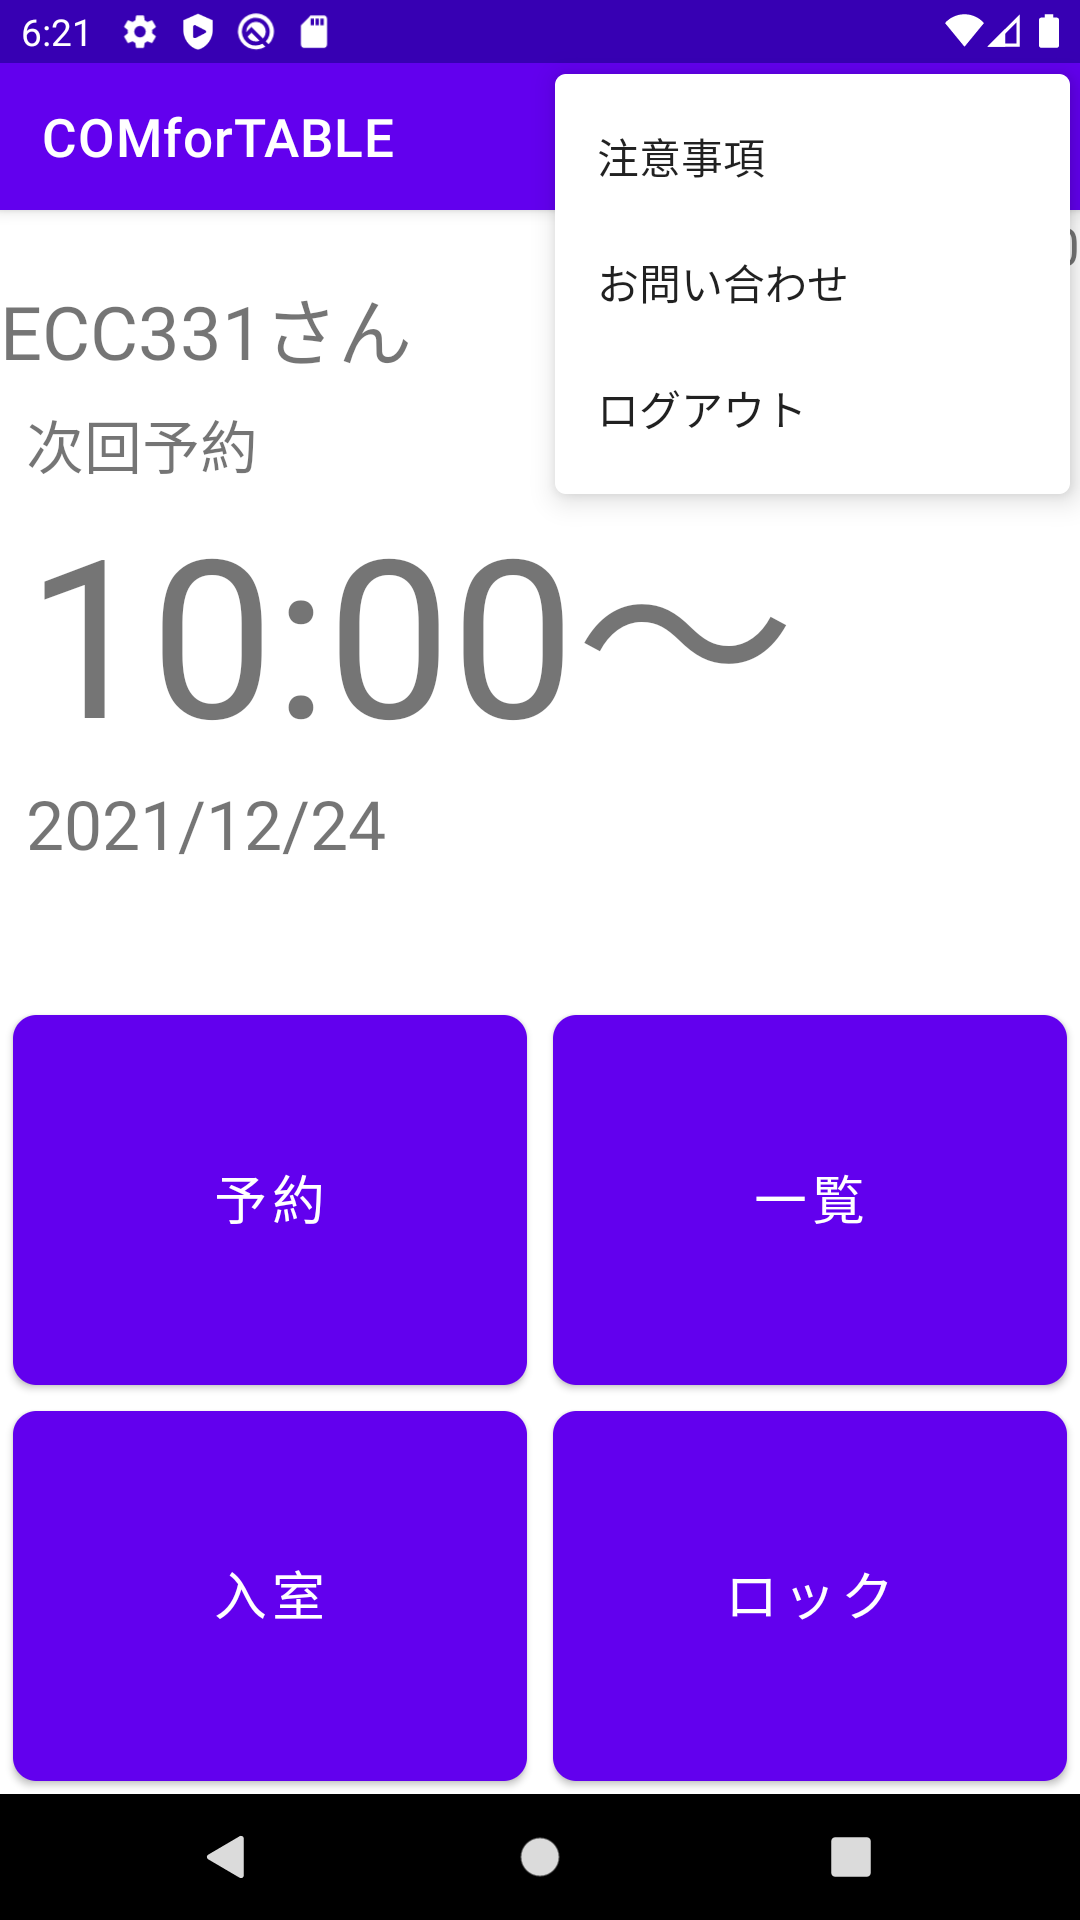 6:21
COMforTABLE
注意事項
お問い合わせ
ログアウト
ECC331さん
次回予約
10:00～
2021/12/24
予約
一覧
入室
ロック